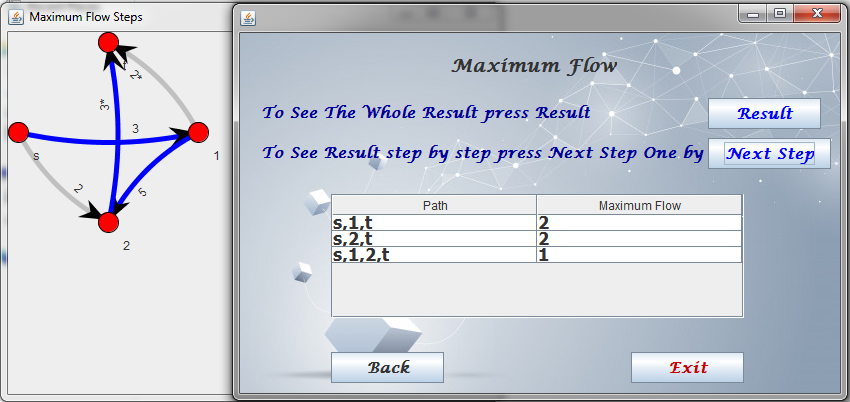 Maximum Flow Steps
t
2*
3*
3
s
1
2
5
2
Maximum Flow
To See The Whole Result press Result
Result
To See Result step by step press Next Step One by
Next Step
Path Maximum Flow
s,1,t 2
s,2,t 2
s,1,2,t 1
Back
Exit